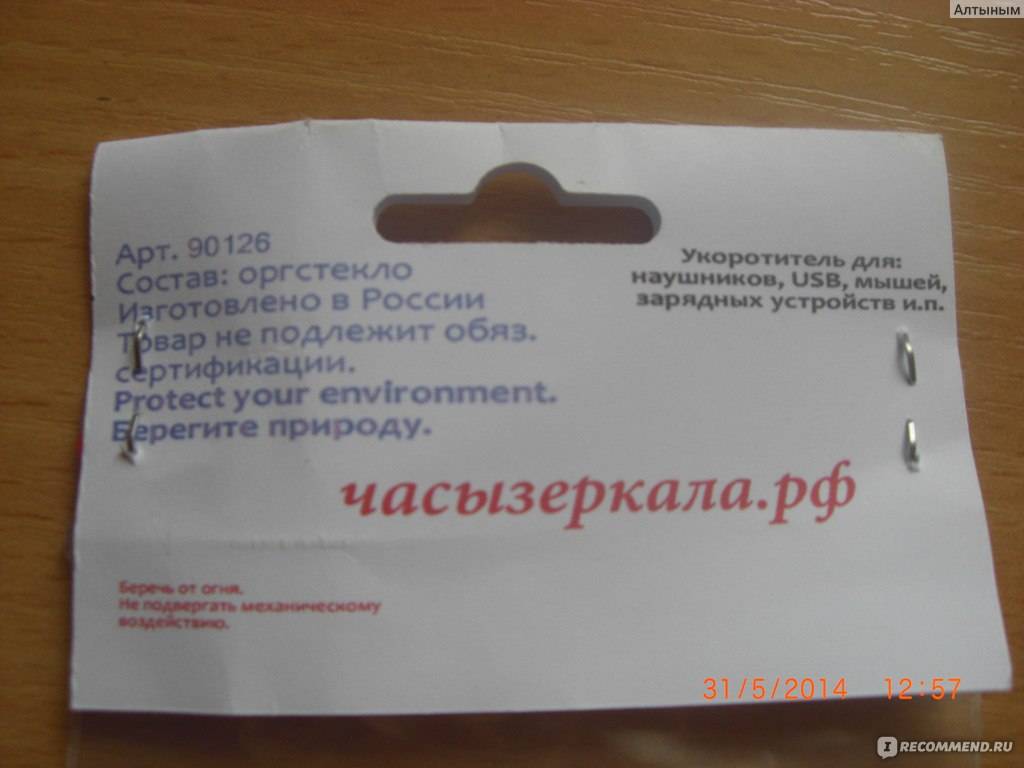 Алтыным
Арт. 90126
Состав: оргстекло
Изготовлено в России
Товар не подлежит обяз.
сертификации.
Protect your environment.
Берегите природу.
Укоротитель для:
наушников, USB, мышей,
зарядных устройств и.п.
часызеркала.рф
Беречь от огня.
Не подвергать механическому
воздействию.
31/5/2014 12:57
IRECOMMEND.RU